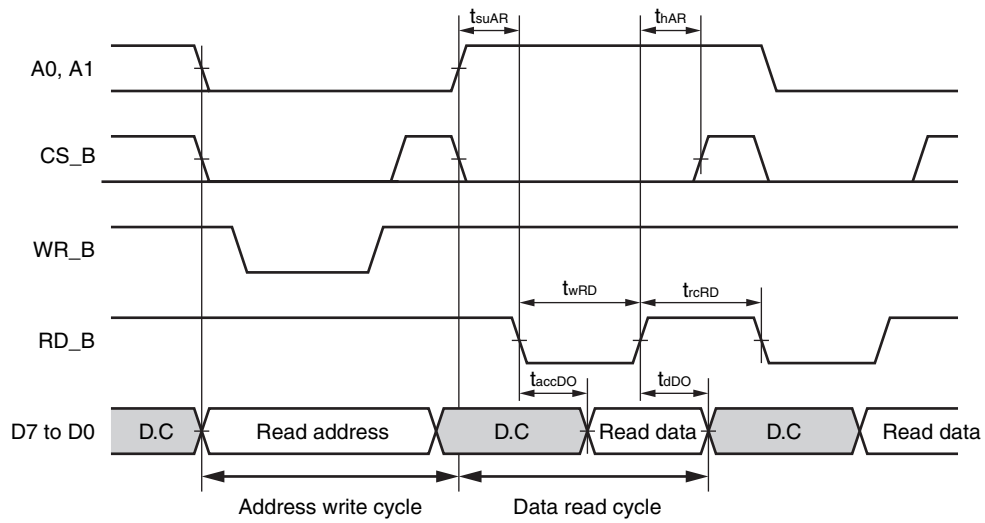 tsuAR thAR
A0, A1
CS_B
WR_B
twRD trcRD
RD_B
taccDO tdDO
D7 to D0 D.C Read address D.C Read data D.C Read data
Address write cycle Data read cycle